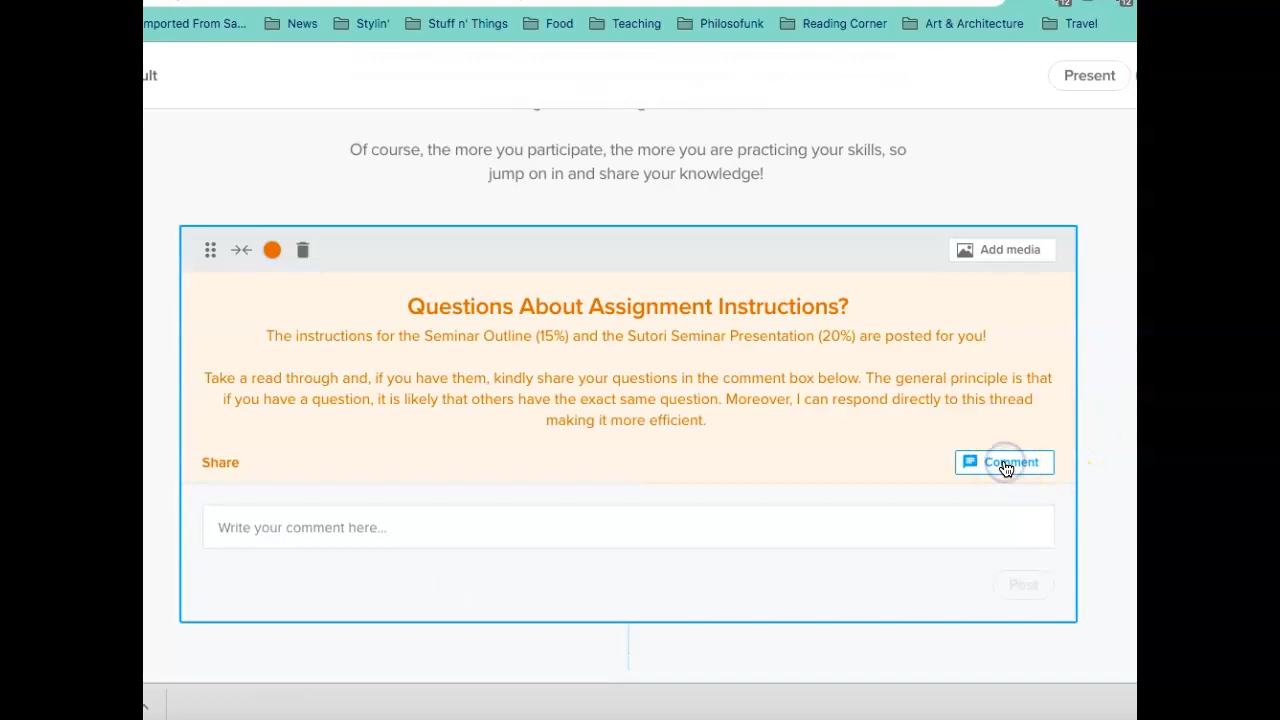 mported From Sa... News Stylin' Stuff n' Things Food Teaching Philosofunk Reading Corner Art & Architecture Travel
ult Present
Of course, the more you participate, the more you are practicing your skills, so
jump on in and share your knowledge!
Add media
Questions About Assignment Instructions?
The instructions for the Seminar Outline (15%) and the Sutori Seminar Presentation (20%) are posted for you!
Take a read through and, if you have them, kindly share your questions in the comment box below. The general principle is that
if you have a question, it is likely that others have the exact same question. Moreover, I can respond directly to this thread
making it more efficient.
Share Comment
Write your comment here...
Post